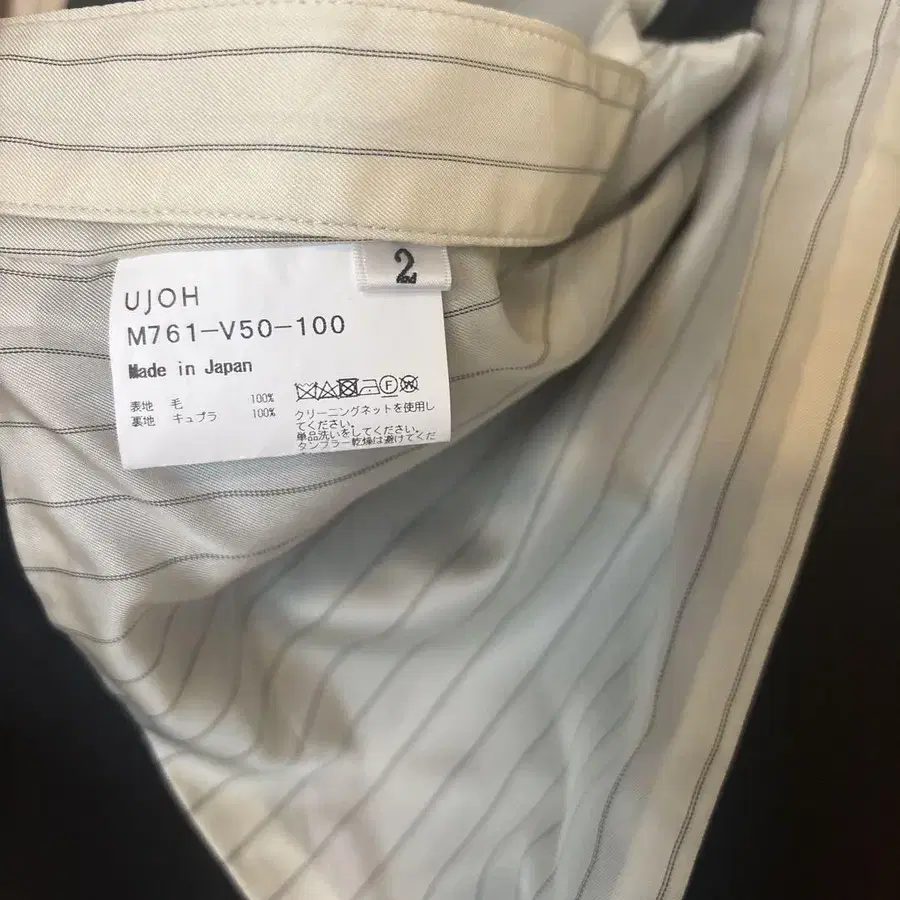 2
UJOH
M761-V50-100
Made in Japan
表地 毛 100%
裏地 キュプラ 100%
クリーニングネットを使用し
てください。
単品洗いをしてください。
タンブラー乾燥は避けてくだ